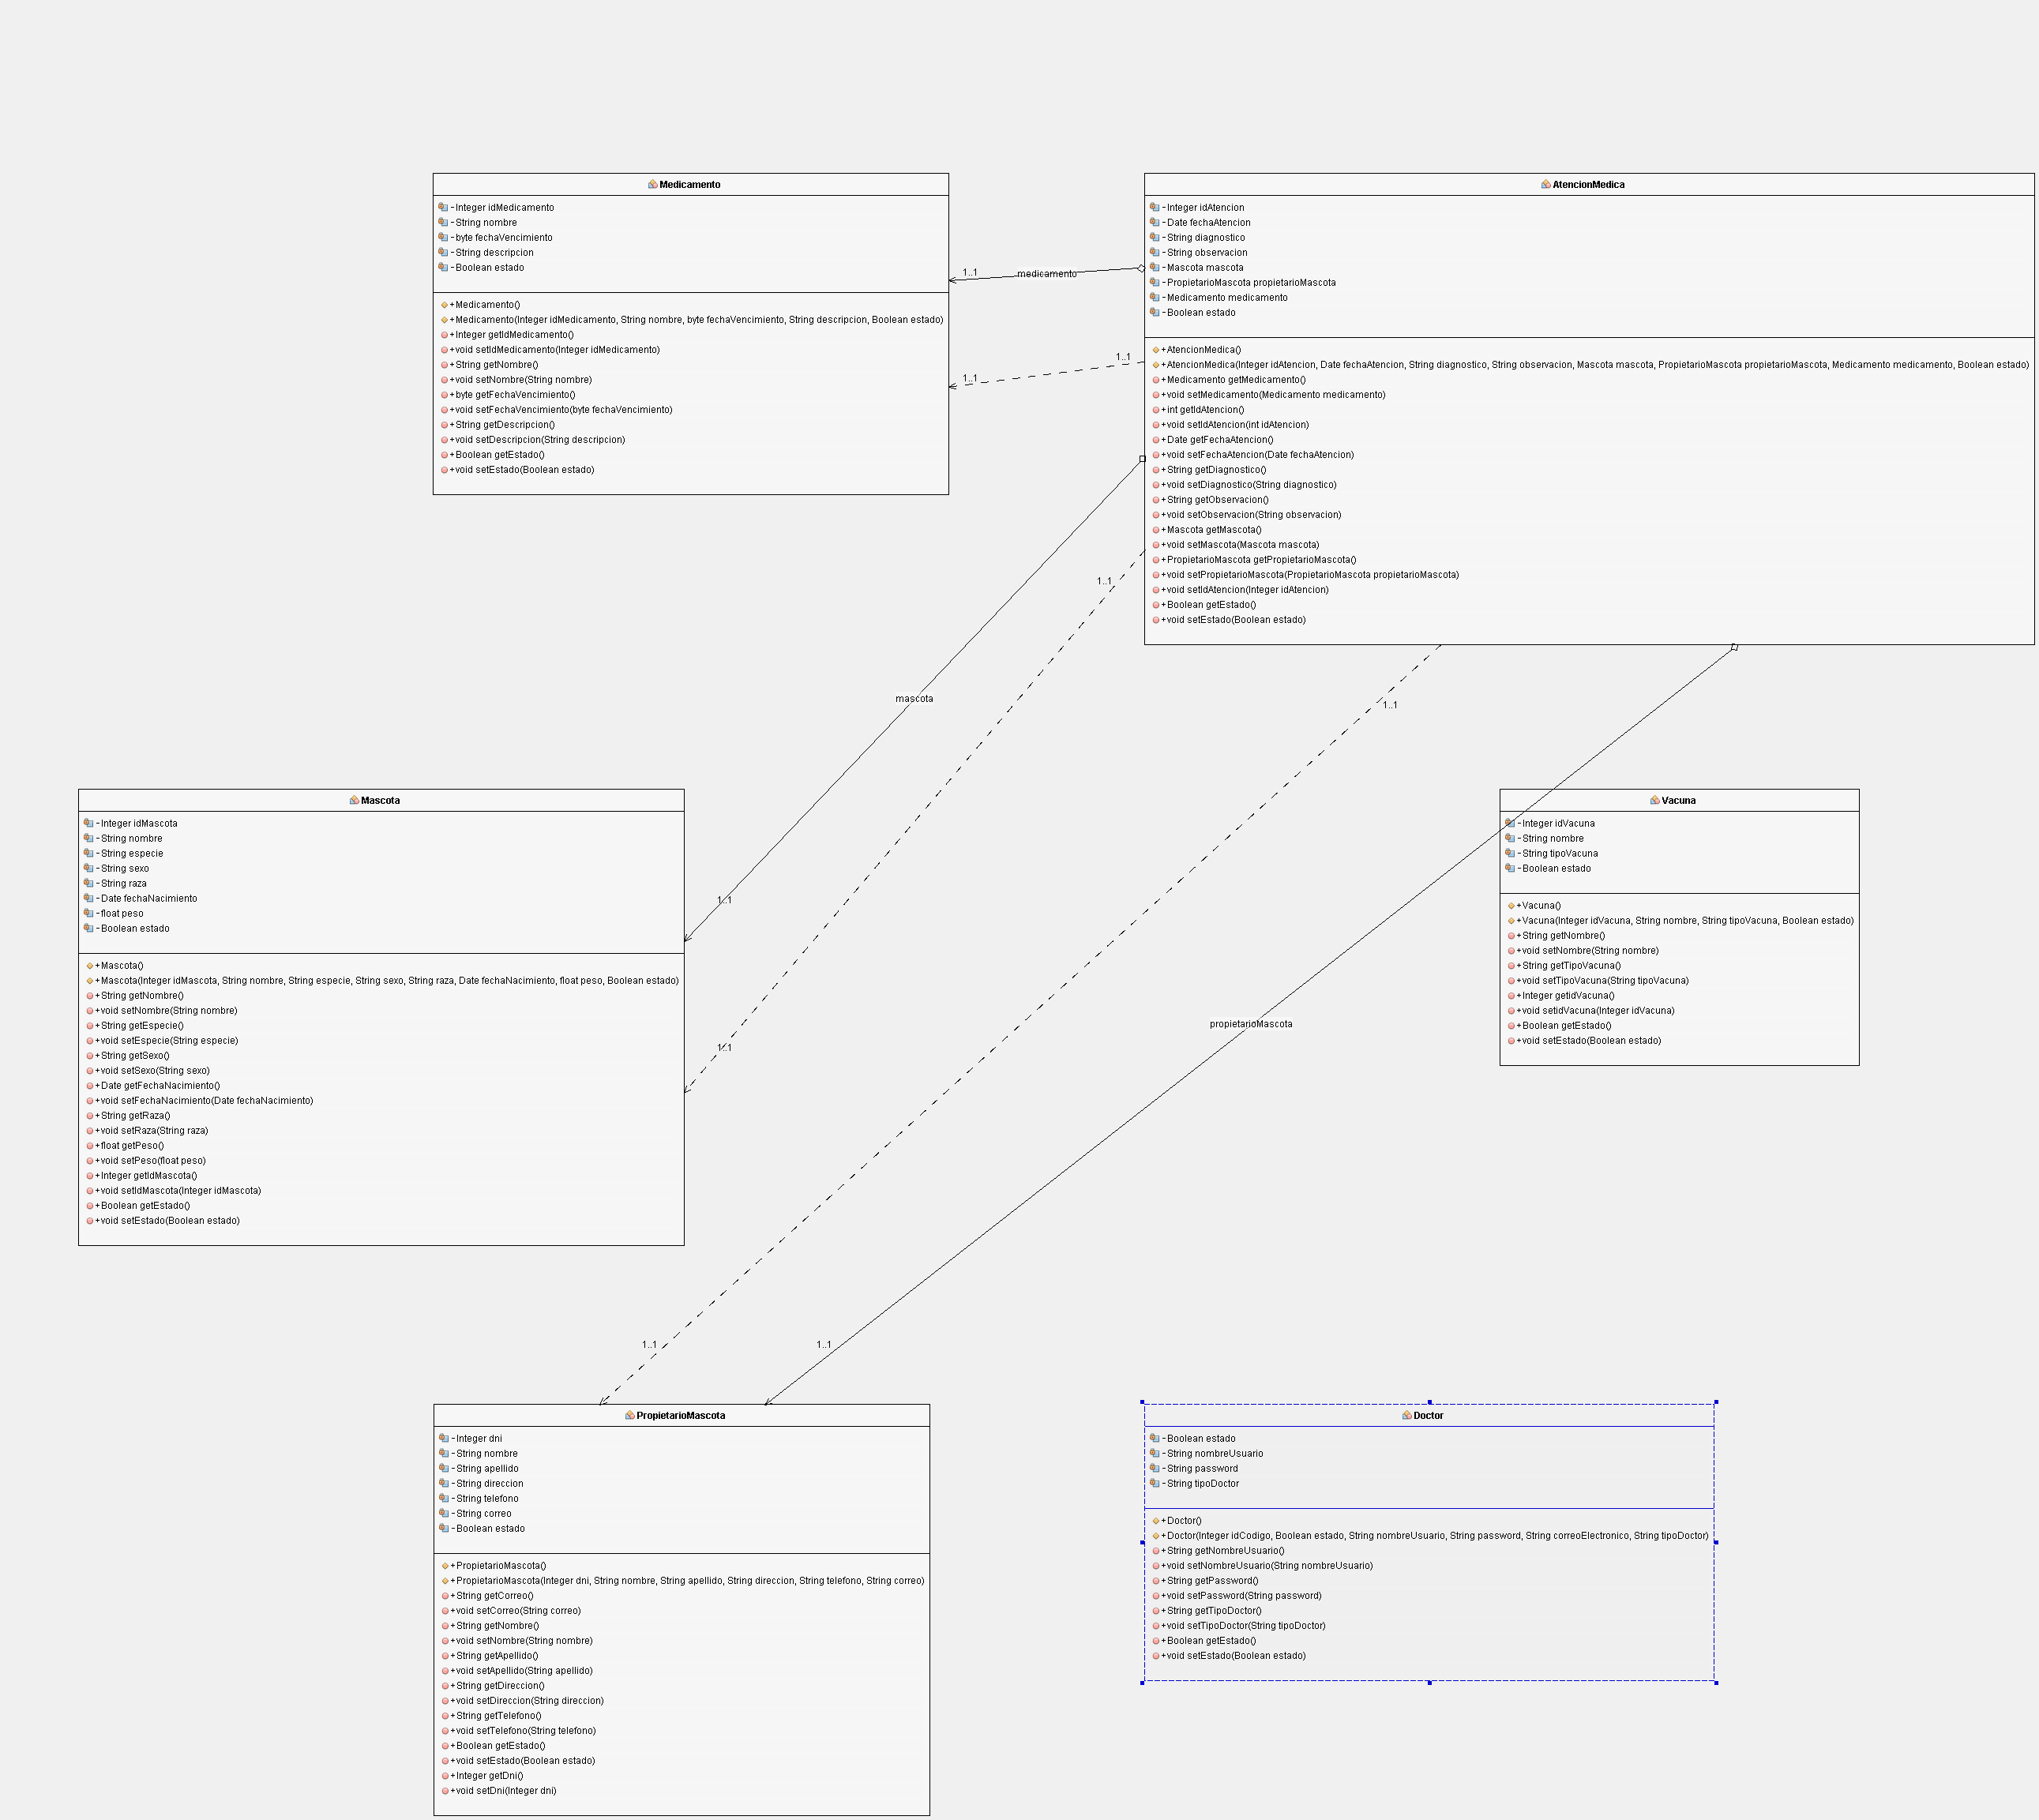 Medicamento
-Integer idMedicamento
-String nombre
-byte fechaVencimiento
-String descripcion
-Boolean estado
+Medicamento()
+Medicamento(Integer idMedicamento, String nombre, byte fechaVencimiento, String descripcion, Boolean estado)
+Integer getIdMedicamento()
+void setIdMedicamento(Integer idMedicamento)
+String getNombre()
+void setNombre(String nombre)
+byte getFechaVencimiento()
+void setFechaVencimiento(byte fechaVencimiento)
+String getDescripcion()
+void setDescripcion(String descripcion)
+Boolean getEstado()
+void setEstado(Boolean estado)
1..1
medicamento
1..1
1..1
AtencionMedica
-Integer idAtencion
-Date fechaAtencion
-String diagnostico
-String observacion
-Mascota mascota
-PropietarioMascota propietarioMascota
-Medicamento medicamento
-Boolean estado
+AtencionMedica()
+AtencionMedica(Integer idAtencion, Date fechaAtencion, String diagnostico, String observacion, Mascota mascota, PropietarioMascota propietarioMascota, Medicamento medicamento, Boolean estado)
+Medicamento getMedicamento()
+void setMedicamento(Medicamento medicamento)
+int getIdAtencion()
+void setIdAtencion(int idAtencion)
+Date getFechaAtencion()
+void setFechaAtencion(Date fechaAtencion)
+String getDiagnostico()
+void setDiagnostico(String diagnostico)
+String getObservacion()
+void setObservacion(String observacion)
+Mascota getMascota()
+void setMascota(Mascota mascota)
+PropietarioMascota getPropietarioMascota()
+void setPropietarioMascota(PropietarioMascota propietarioMascota)
+void setIdAtencion(Integer idAtencion)
+Boolean getEstado()
+void setEstado(Boolean estado)
1..1
mascota
1..1
1..1
1..1
Mascota
-Integer idMascota
-String nombre
-String especie
-String sexo
-String raza
-Date fechaNacimiento
-float peso
-Boolean estado
+Mascota()
+Mascota(Integer idMascota, String nombre, String especie, String sexo, String raza, Date fechaNacimiento, float peso, Boolean estado)
+String getNombre()
+void setNombre(String nombre)
+String getEspecie()
+void setEspecie(String especie)
+String getSexo()
+void setSexo(String sexo)
+Date getFechaNacimiento()
+void setFechaNacimiento(Date fechaNacimiento)
+String getRaza()
+void setRaza(String raza)
+float getPeso()
+void setPeso(float peso)
+Integer getIdMascota()
+void setIdMascota(Integer idMascota)
+Boolean getEstado()
+void setEstado(Boolean estado)
Vacuna
-Integer idVacuna
-String nombre
-String tipoVacuna
-Boolean estado
+Vacuna()
+Vacuna(Integer idVacuna, String nombre, String tipoVacuna, Boolean estado)
+String getNombre()
+void setNombre(String nombre)
+String getTipoVacuna()
+void setTipoVacuna(String tipoVacuna)
+Integer getidVacuna()
+void setidVacuna(Integer idVacuna)
+Boolean getEstado()
+void setEstado(Boolean estado)
propietarioMascota
1..1
1..1
PropietarioMascota
-Integer dni
-String nombre
-String apellido
-String direccion
-String telefono
-String correo
-Boolean estado
+PropietarioMascota()
+PropietarioMascota(Integer dni, String nombre, String apellido, String direccion, String telefono, String correo)
+String getCorreo()
+void setCorreo(String correo)
+String getNombre()
+void setNombre(String nombre)
+String getApellido()
+void setApellido(String apellido)
+String getDireccion()
+void setDireccion(String direccion)
+String getTelefono()
+void setTelefono(String telefono)
+Boolean getEstado()
+void setEstado(Boolean estado)
+Integer getDni()
+void setDni(Integer dni)
Doctor
-Boolean estado
-String nombreUsuario
-String password
-String tipoDoctor
+Doctor()
+Doctor(Integer idCodigo, Boolean estado, String nombreUsuario, String password, String correoElectronico, String tipoDoctor)
+String getNombreUsuario()
+void setNombreUsuario(String nombreUsuario)
+String getPassword()
+void setPassword(String password)
+String getTipoDoctor()
+void setTipoDoctor(String tipoDoctor)
+Boolean getEstado()
+void setEstado(Boolean estado)